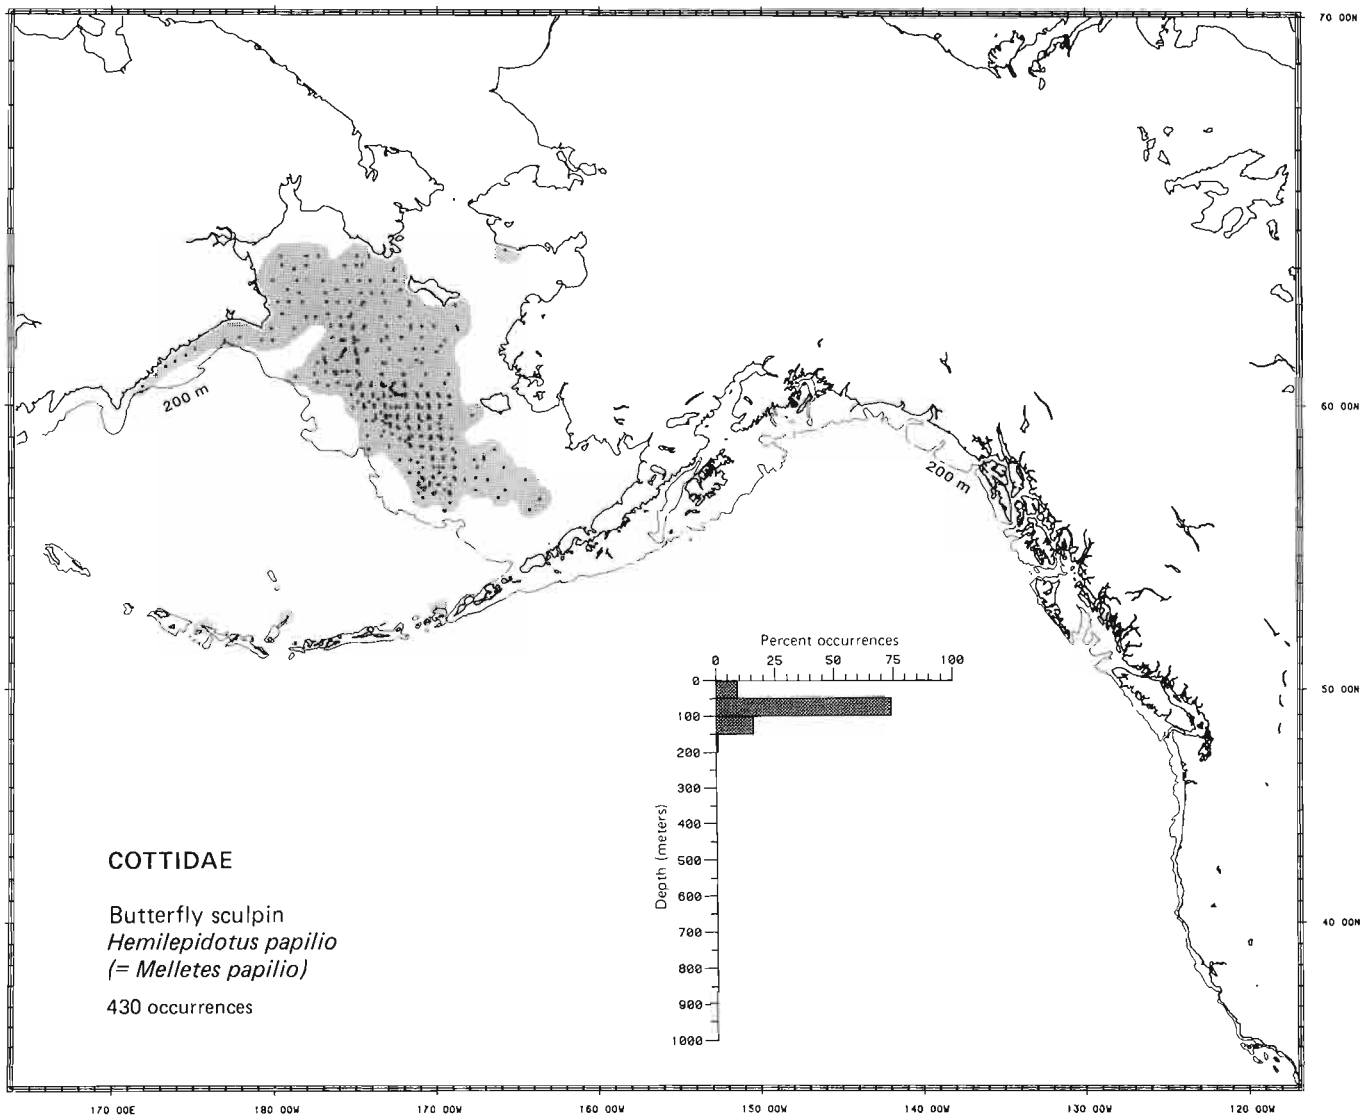 70 00N
60 00N
200 m
200 m
50 00N
40 00N
Percent occurrences
0 25 50 75 100
0
100
200
300
400
500
600
700
800
900
1000
Depth (meters)
COTTIDAE
Butterfly sculpin
Hemilepidotus papilio
(= Melletes papilio)
430 occurrences
170 00E 180 00W 170 00W 160 00W 150 00W 140 00W 130 00W 120 00W